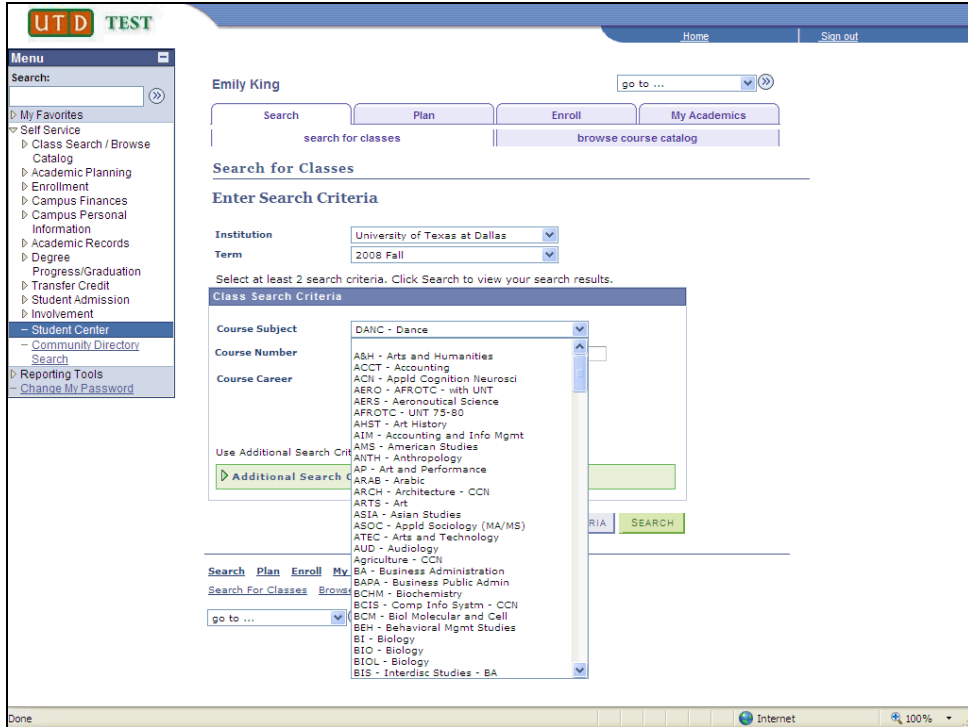 UTD TEST
Home
Sign out
Menu
Search:
My Favorites
Self Service
Class Search / Browse
Catalog
Academic Planning
Enrollment
Campus Finances
Campus Personal
Information
Academic Records
Degree
Progress/Graduation
Transfer Credit
Student Admission
Involvement
Student Center
Community Directory
Search
Reporting Tools
Change My Password
Emily King
go to ...
Search
Plan
Enroll
My Academics
search for classes
browse course catalog
Search for Classes
Enter Search Criteria
Institution
University of Texas at Dallas
Term
2008 Fall
Select at least 2 search criteria. Click Search to view your search results.
Class Search Criteria
Course Subject
DANC - Dance
Course Number
Course Career
A&H - Arts and Humanities
ACCT - Accounting
ACN - Appld Cognition Neurosci
AERO - AFROTC - with UNT
AERS - Aeronoutical Science
AFROTC - UNT 75-80
AHST - Art History
AIM - Accounting and Info Mgmt
AMS - American Studies
ANTH - Anthropology
AP - Art and Performance
ARAB - Arabic
ARCH - Architecture - CCN
ARTS - Art
ASIA - Asian Studies
ASOC - Appld Sociology (MA/MS)
ATEC - Arts and Technology
AUD - Audiology
Agriculture - CCN
BA - Business Administration
BAPA - Business Public Admin
BCHM - Biochemistry
BCIS - Comp Info Systm - CCN
BCM - Biol Molecular and Cell
BEH - Behavioral Mgmt Studies
BI - Biology
BIO - Biology
BIOL - Biology
BIS - Interdisc Studies - BA
Use Additional Search Crit
Additional Search
RIA
SEARCH
Search Plan Enroll My
Search For Classes Brows
go to ...
Done
Internet
100%